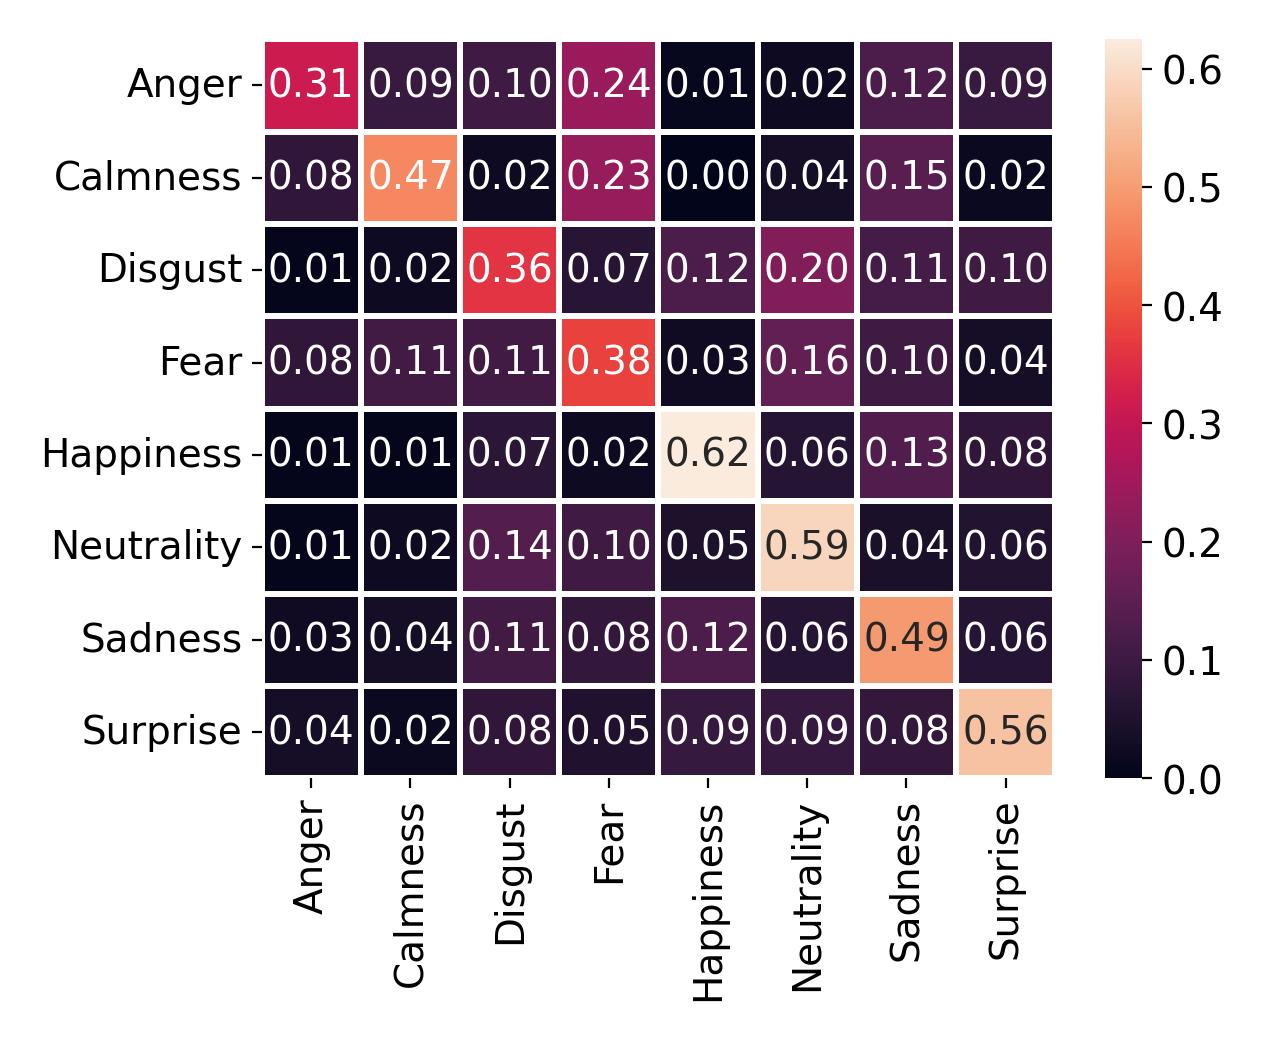 Anger 0.31 0.09 0.10 0.24 0.01 0.02 0.12 0.09
Calmness 0.08 0.47 0.02 0.23 0.00 0.04 0.15 0.02
Disgust 0.01 0.02 0.36 0.07 0.12 0.20 0.11 0.10
Fear 0.08 0.11 0.11 0.38 0.03 0.16 0.10 0.04
Happiness 0.01 0.01 0.07 0.02 0.62 0.06 0.13 0.08
Neutrality 0.01 0.02 0.14 0.10 0.05 0.59 0.04 0.06
Sadness 0.03 0.04 0.11 0.08 0.12 0.06 0.49 0.06
Surprise 0.04 0.02 0.08 0.05 0.09 0.09 0.08 0.56
Anger
Calmness
Disgust
Fear
Happiness
Neutrality
Sadness
Surprise
0.6
0.5
0.4
0.3
0.2
0.1
0.0